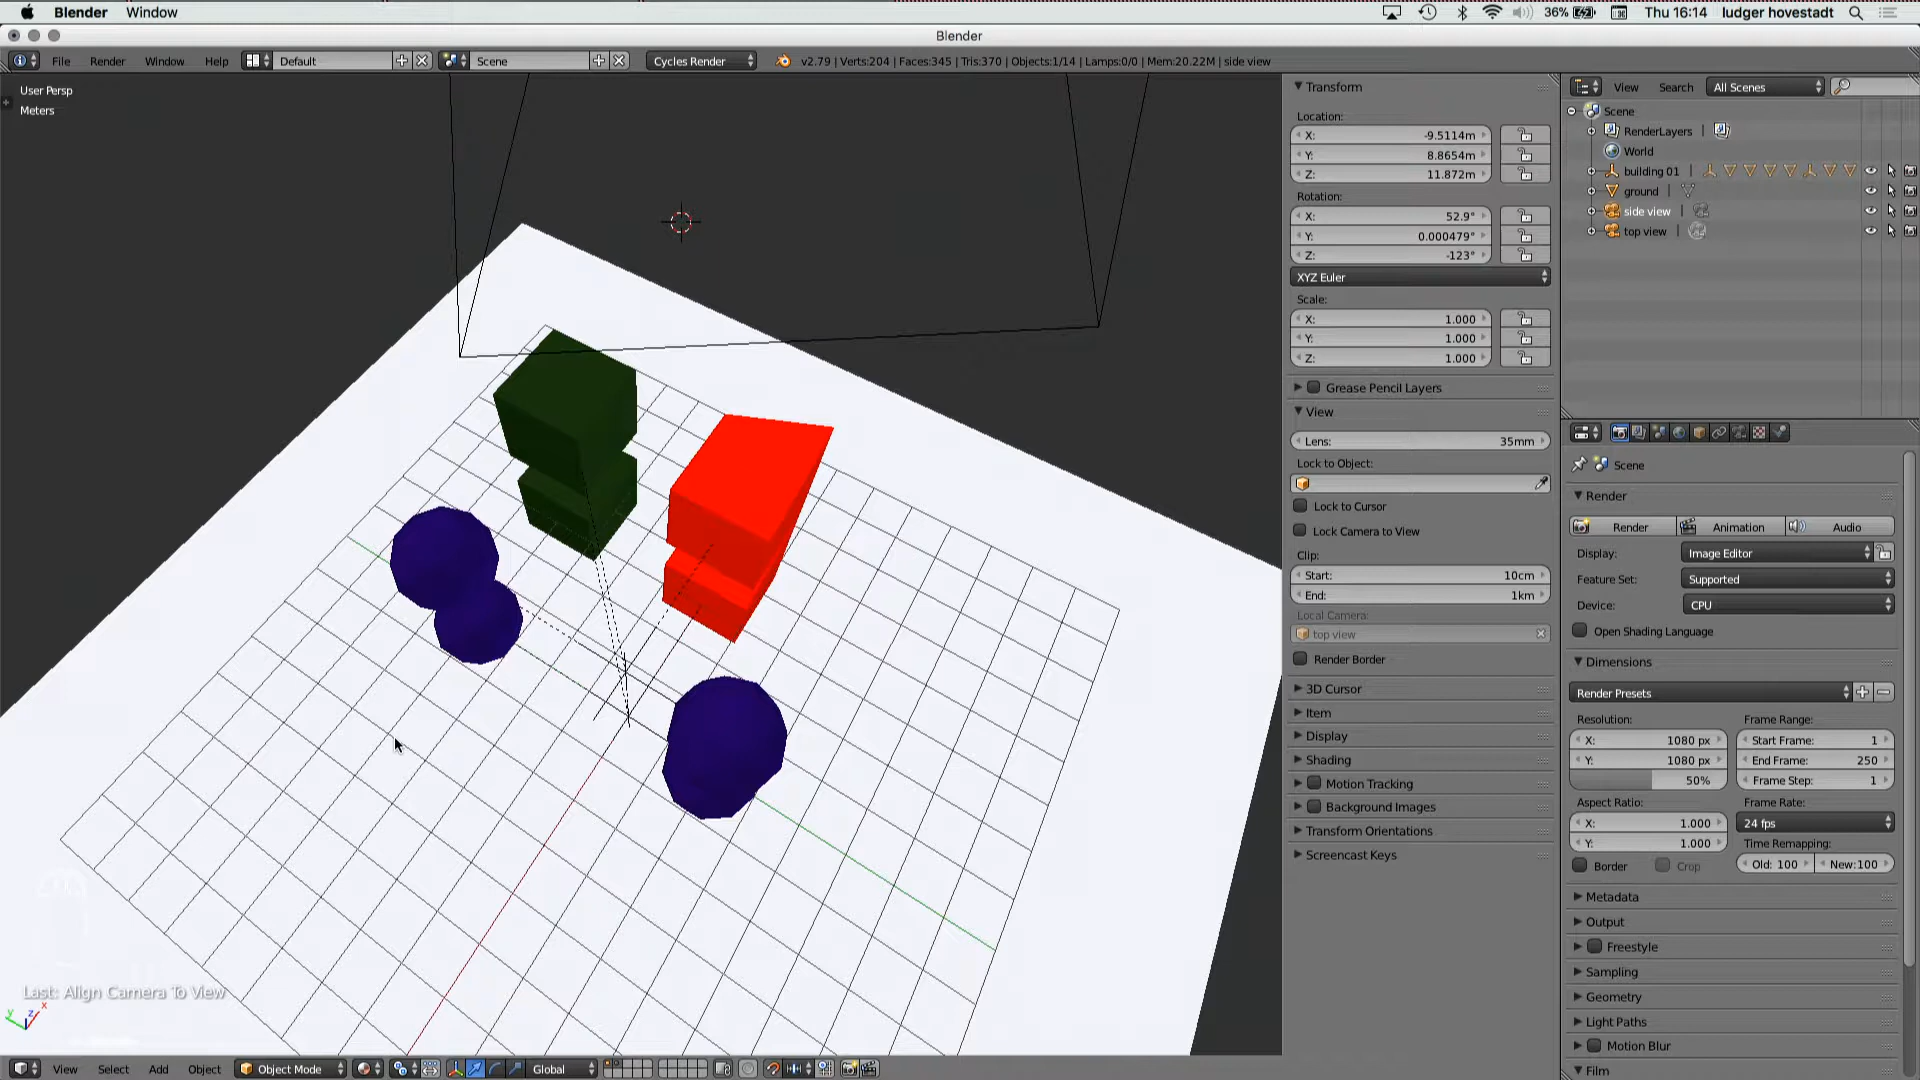 Blender Window 36% Thu 16:14 ludger hovestadt
Blender
File Render Window Help Default Scene Cycles Render v2.79 | Verts:204 | Faces:345 | Tris:370 | Objects:1/14 | Lamps:0/0 | Mem:20.22M | side view
User Persp
Meters
Last: Align Camera To View
y z x
View Select Add Object Object Mode Global
Transform
Location:
X: -9.5114m
Y: 8.8654m
Z: 11.872m
Rotation:
X: 52.9°
Y: 0.000479°
Z: -123°
XYZ Euler
Scale:
X: 1.000
Y: 1.000
Z: 1.000
Grease Pencil Layers
View
Lens: 35mm
Lock to Object:
Lock to Cursor
Lock Camera to View
Clip:
Start: 10cm
End: 1km
Local Camera:
top view
Render Border
3D Cursor
Item
Display
Shading
Motion Tracking
Background Images
Transform Orientations
Screencast Keys
View Search All Scenes
Scene
RenderLayers
World
building 01
ground
side view
top view
Scene
Render
Render Animation Audio
Display: Image Editor
Feature Set: Supported
Device: CPU
Open Shading Language
Dimensions
Render Presets
Resolution: Frame Range:
X: 1080 px Start Frame: 1
Y: 1080 px End Frame: 250
50% Frame Step: 1
Aspect Ratio: Frame Rate:
X: 1.000 24 fps
Y: 1.000 Time Remapping:
Border Crop Old: 100 New:100
Metadata
Output
Freestyle
Sampling
Geometry
Light Paths
Motion Blur
Film